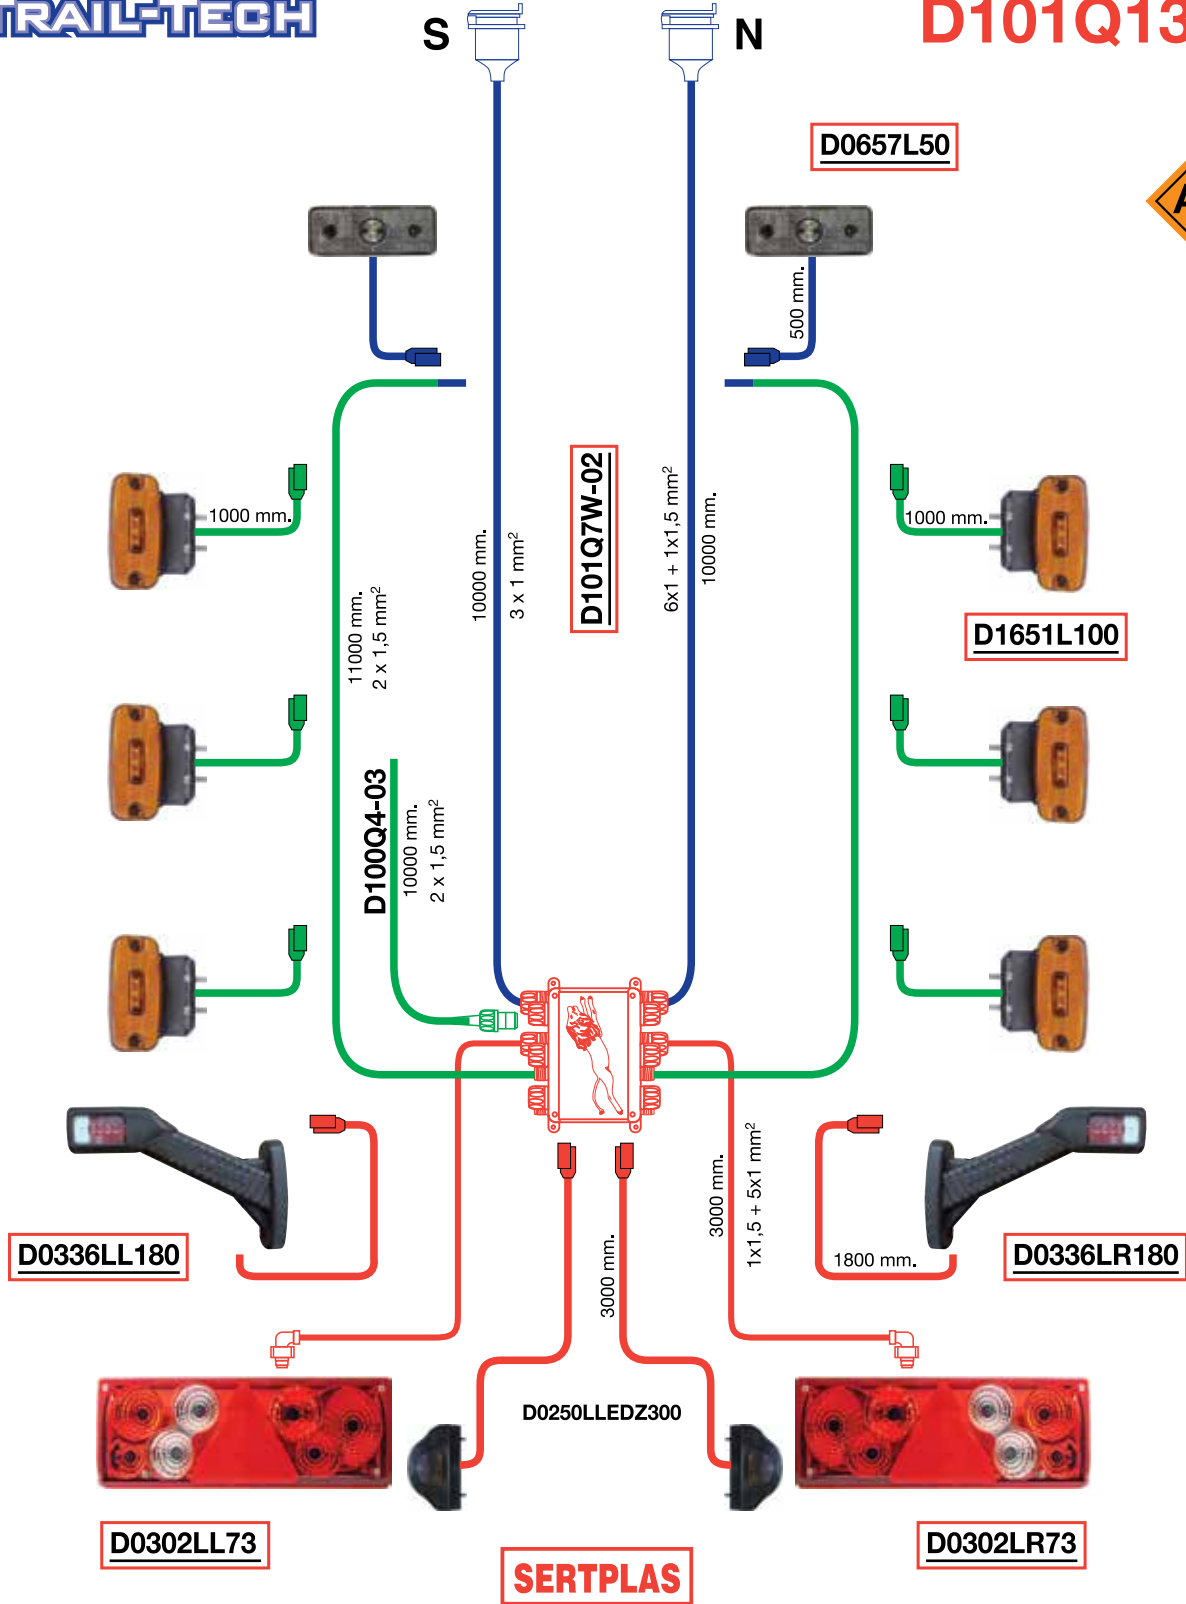 TRAIL-TECH
S
N
D101Q13
D0657L50
A
500 mm.
1000 mm.
1000 mm.
11000 mm.
2 x 1,5 mm²
10000 mm.
3 x 1 mm²
D101Q7W-02
6x1 + 1x1,5 mm²
10000 mm.
D1651L100
D100Q4-03
10000 mm.
2 x 1,5 mm²
3000 mm.
1x1,5 + 5x1 mm²
D0336LL180
3000 mm.
1800 mm.
D0336LR180
D0250LLEDZ300
D0302LL73
D0302LR73
SERTPLAS